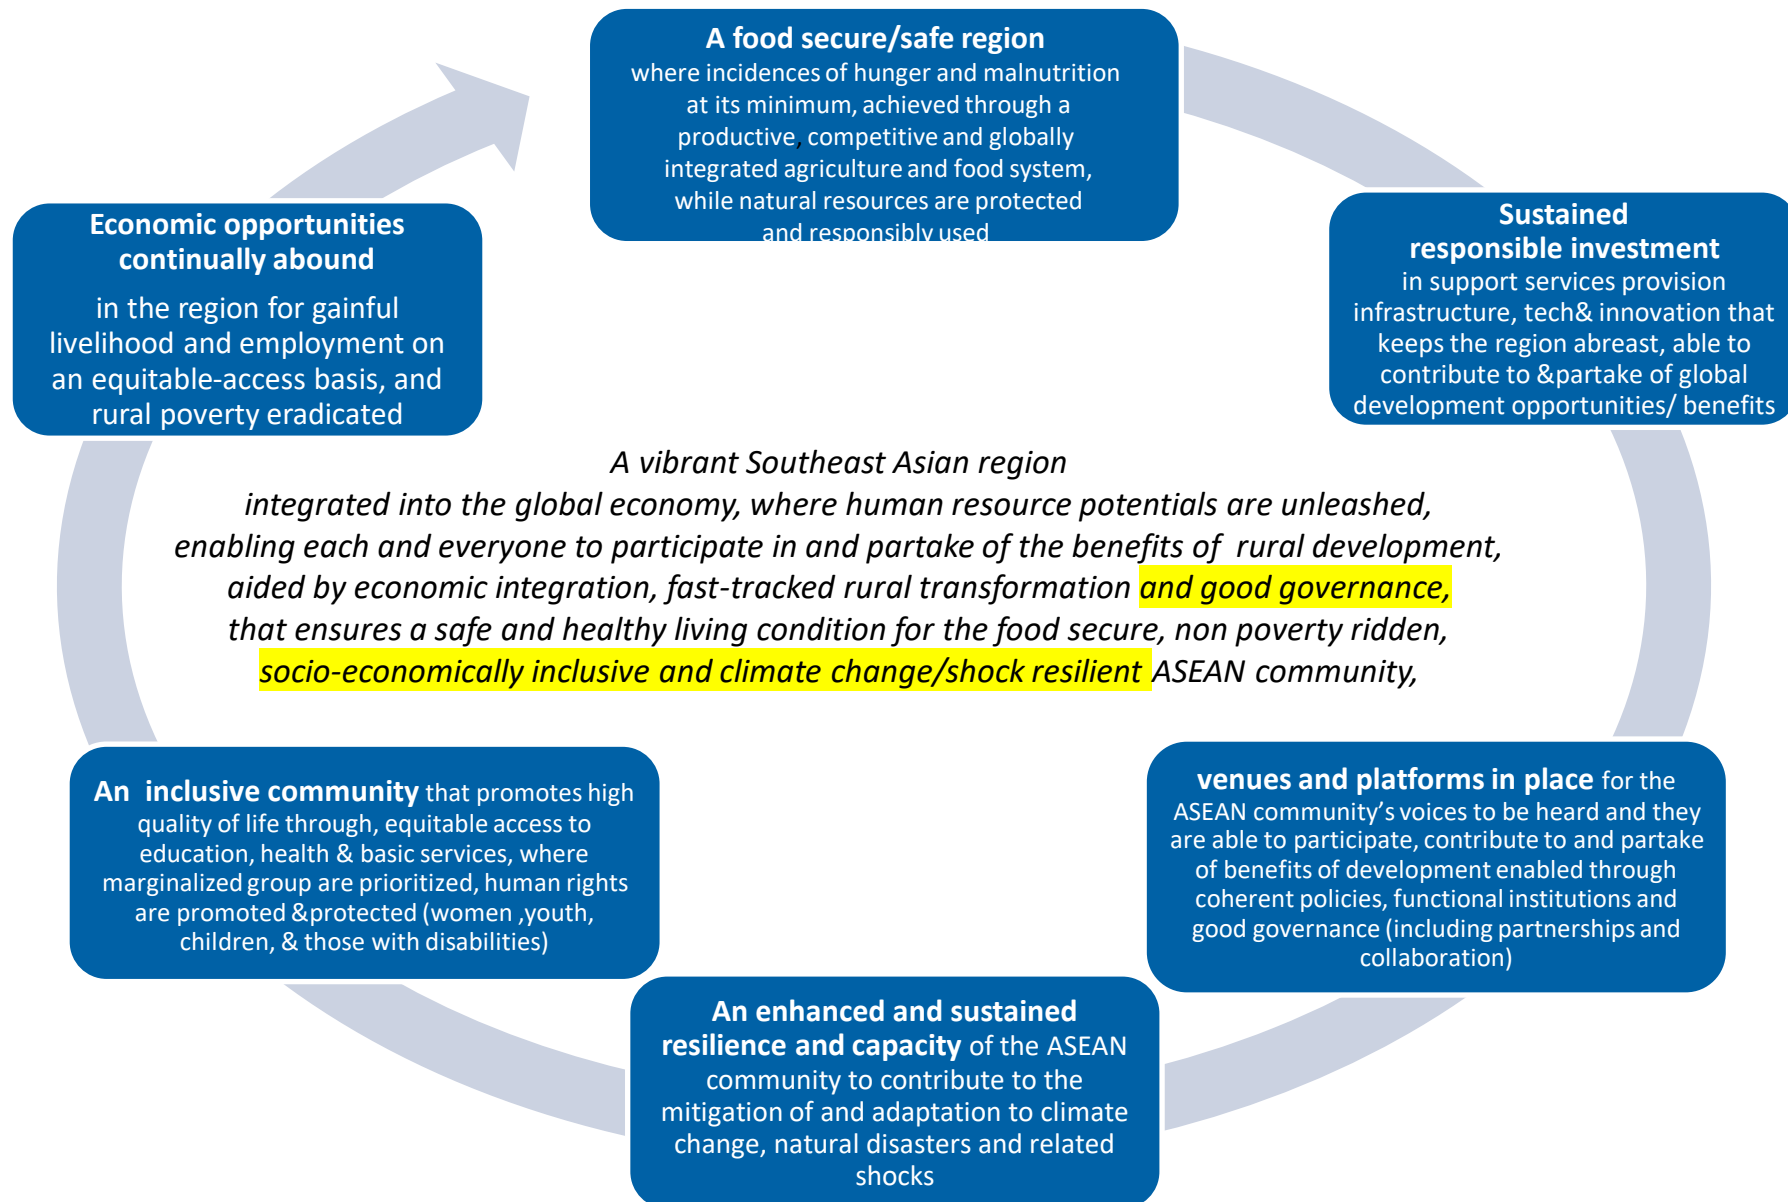 A food secure/safe region
where incidences of hunger and malnutrition
at its minimum, achieved through a
productive, competitive and globally
integrated agriculture and food system,
while natural resources are protected
and responsibly used
Sustained
responsible investment
in support services provision
infrastructure, tech& innovation that
keeps the region abreast, able to
contribute to &partake of global
development opportunities/ benefits
venues and platforms in place for the
ASEAN community’s voices to be heard and they
are able to participate, contribute to and partake
of benefits of development enabled through
coherent policies, functional institutions and
good governance (including partnerships and
collaboration)
An enhanced and sustained
resilience and capacity of the ASEAN
community to contribute to the
mitigation of and adaptation to climate
change, natural disasters and related
shocks
An inclusive community that promotes high
quality of life through, equitable access to
education, health & basic services, where
marginalized group are prioritized, human rights
are promoted &protected (women ,youth,
children, & those with disabilities)
Economic opportunities
continually abound
in the region for gainful
livelihood and employment on
an equitable-access basis, and
rural poverty eradicated
A vibrant Southeast Asian region
integrated into the global economy, where human resource potentials are unleashed,
enabling each and everyone to participate in and partake of the benefits of rural development,
aided by economic integration, fast-tracked rural transformation and good governance,
that ensures a safe and healthy living condition for the food secure, non poverty ridden,
socio-economically inclusive and climate change/shock resilient ASEAN community,